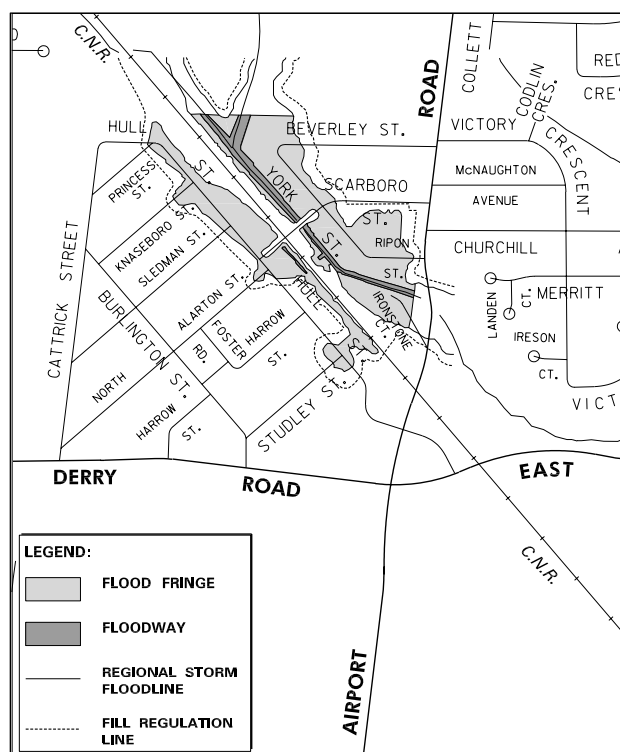 C.N.R.
ROAD
COLLETT
RED
CRES
CODLIN
CRES.
CRESCENT
HULL
ST.
BEVERLEY ST.
VICTORY
PRINCESS
ST.
YORK
ST.
SCARBORO
ST.
McNAUGHTON
AVENUE
KNASEBORO ST.
SLEDMAN ST.
RIPON
ST.
CHURCHILL
A
CATTRICK STREET
BURLINGTON ST.
ALARTON ST.
HULL
ST.
IRONSTONE
CT.
LANDEN
CT.
MERRITT
IRESON
CT.
NORTH
RD.
FOSTER
HARROW
ST.
HARROW
ST.
STUDLEY ST.
VICT
DERRY
ROAD
EAST
C.N.R.
AIRPORT
LEGEND:
FLOOD FRINGE
FLOODWAY
REGIONAL STORM
FLOODLINE
FILL REGULATION
LINE